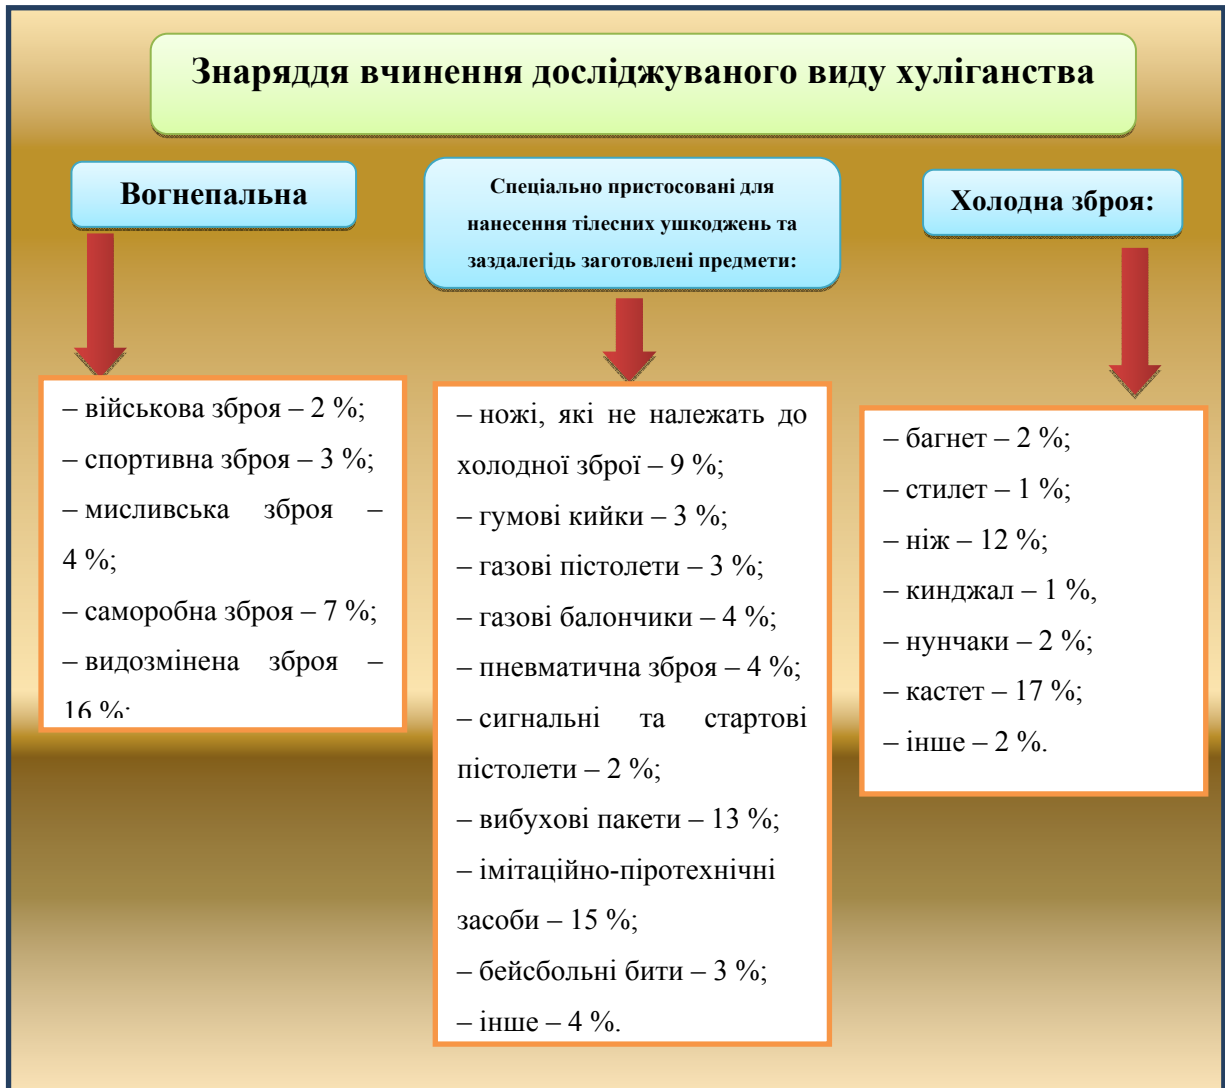 Знаряддя вчинення досліджуваного виду хуліганства
Вогнепальна
– військова зброя – 2 %;
– спортивна зброя – 3 %;
– мисливська зброя –
4 %;
– саморобна зброя – 7 %;
– видозмінена зброя –
16 %;
Спеціально пристосовані для
нанесення тілесних ушкоджень та
заздалегідь заготовлені предмети:
– ножі, які не належать до
холодної зброї – 9 %;
– гумові кийки – 3 %;
– газові пістолети – 3 %;
– газові балончики – 4 %;
– пневматична зброя – 4 %;
– сигнальні та стартові
пістолети – 2 %;
– вибухові пакети – 13 %;
– імітаційно-піротехнічні
засоби – 15 %;
– бейсбольні бити – 3 %;
– інше – 4 %.
Холодна зброя:
– багнет – 2 %;
– стилет – 1 %;
– ніж – 12 %;
– кинджал – 1 %,
– нунчаки – 2 %;
– кастет – 17 %;
– інше – 2 %.